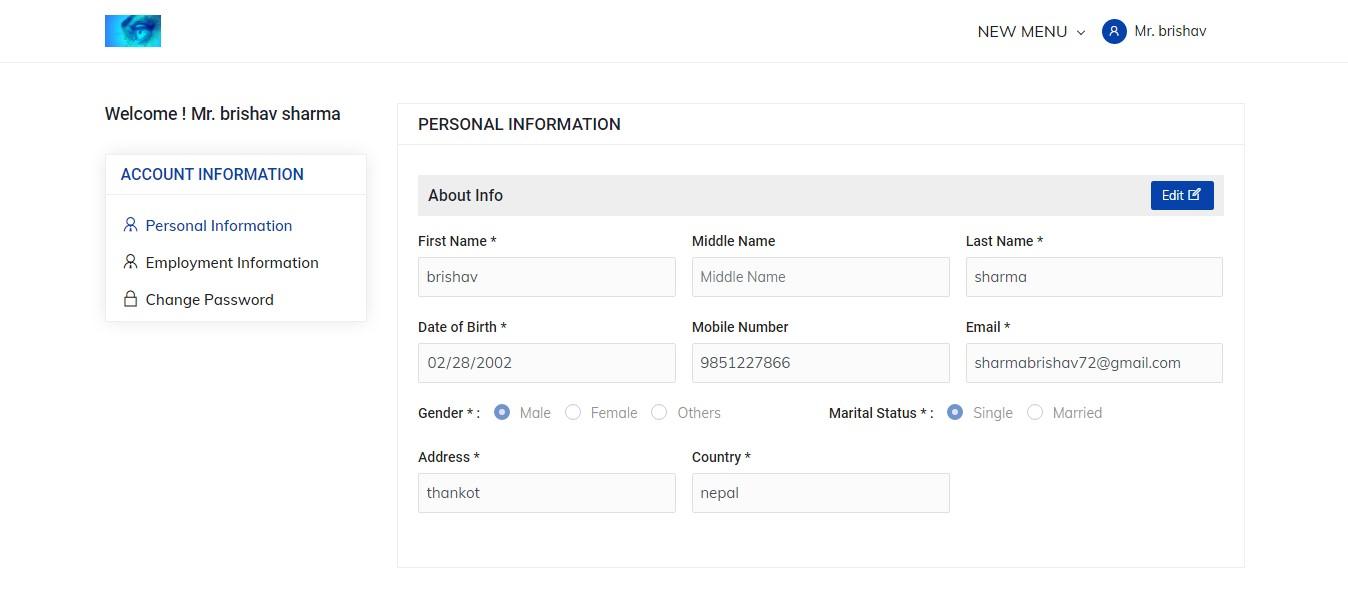 NEW MENU Mr. brishav
Welcome ! Mr. brishav sharma
ACCOUNT INFORMATION
Personal Information
Employment Information
Change Password
PERSONAL INFORMATION
About Info Edit
First Name * Middle Name Last Name *
brishav Middle Name sharma
Date of Birth * Mobile Number Email *
02/28/2002 9851227866 sharmabrishav72@gmail.com
Gender * : Male Female Others Marital Status * : Single Married
Address * Country *
thankot nepal